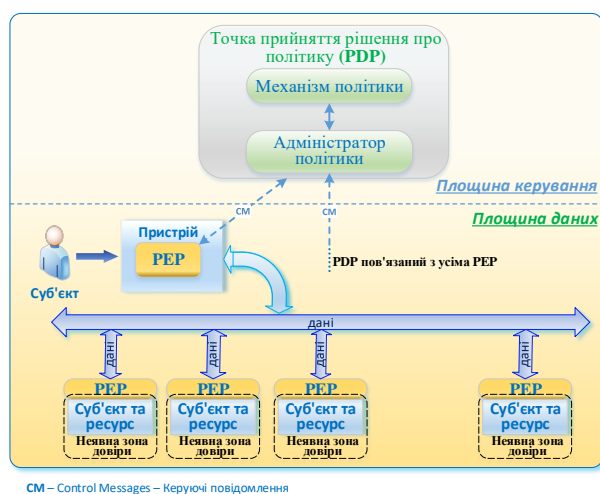 Точка прийняття рішення про
політику (PDP)
Механізм політики
Адміністратор
політики
Площина керування
СМ
СМ
Площина даних
Пристрій
PEP
Суб'єкт
PDP пов'язаний з усіма PEP
дані
дані
дані
дані
дані
PEP
Суб'єкт та
ресурс
Неявна зона
довіри
PEP
Суб'єкт та
ресурс
Неявна зона
довіри
PEP
Суб'єкт та
ресурс
Неявна зона
довіри
PEP
Суб'єкт та
ресурс
Неявна зона
довіри
СМ – Control Messages – Керуючі повідомлення